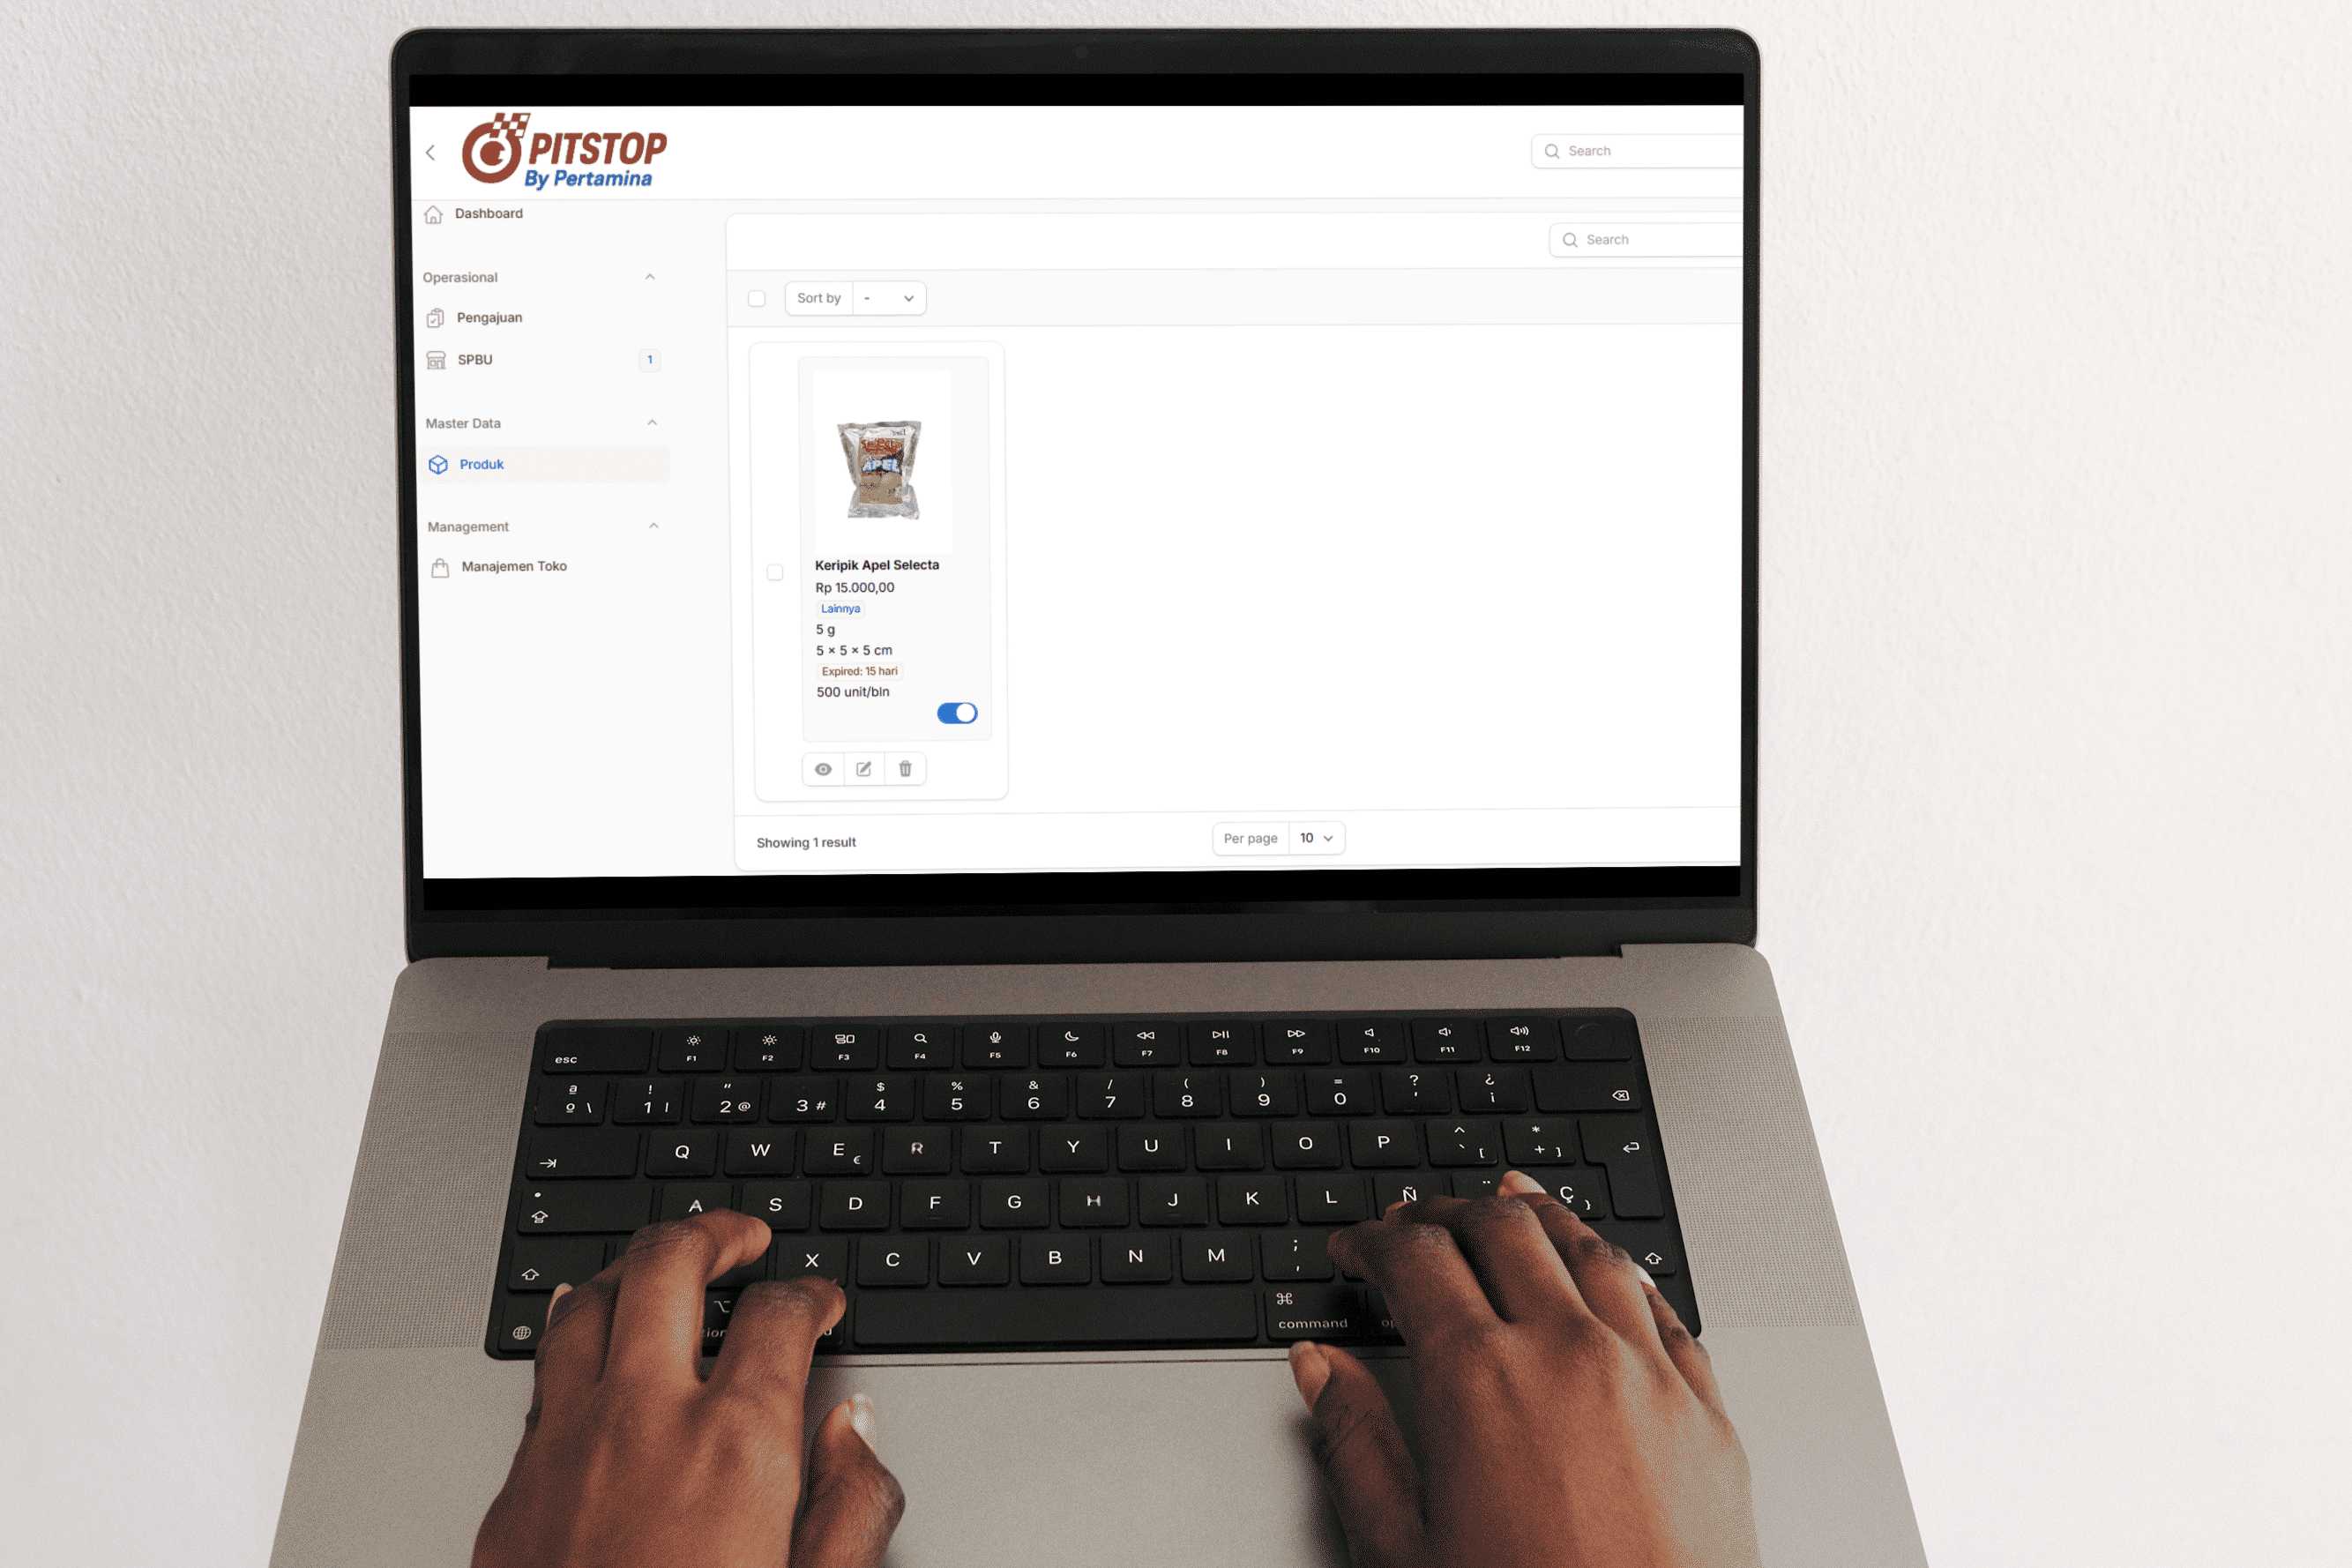 PITSTOP
By Pertamina
Search
Dashboard
Search
Operasional
Sort by -
Pengajuan
SPBU 1
Master Data
Produk
APEL
Management
Manajemen Toko
Keripik Apel Selecta
Rp 15.000,00
Lainnya
5 g
5 × 5 × 5 cm
Expired: 15 hari
500 unit/bln
Showing 1 result
Per page 10
esc F1 F2 F3 F4 F5 F6 F7 F8 F9 F10 F11 F12
ª ! " $ % & / ( ) = ? ¿
º \ 1 | 2 @ 3 # 4 5 6 7 8 9 0 ' ¡
Q W E € R T Y U I O P ^ ` [ * + ]
A S D F G H J K L Ñ ¨ Ç }
X C V B N M ; ,
⌥ ⌘
command